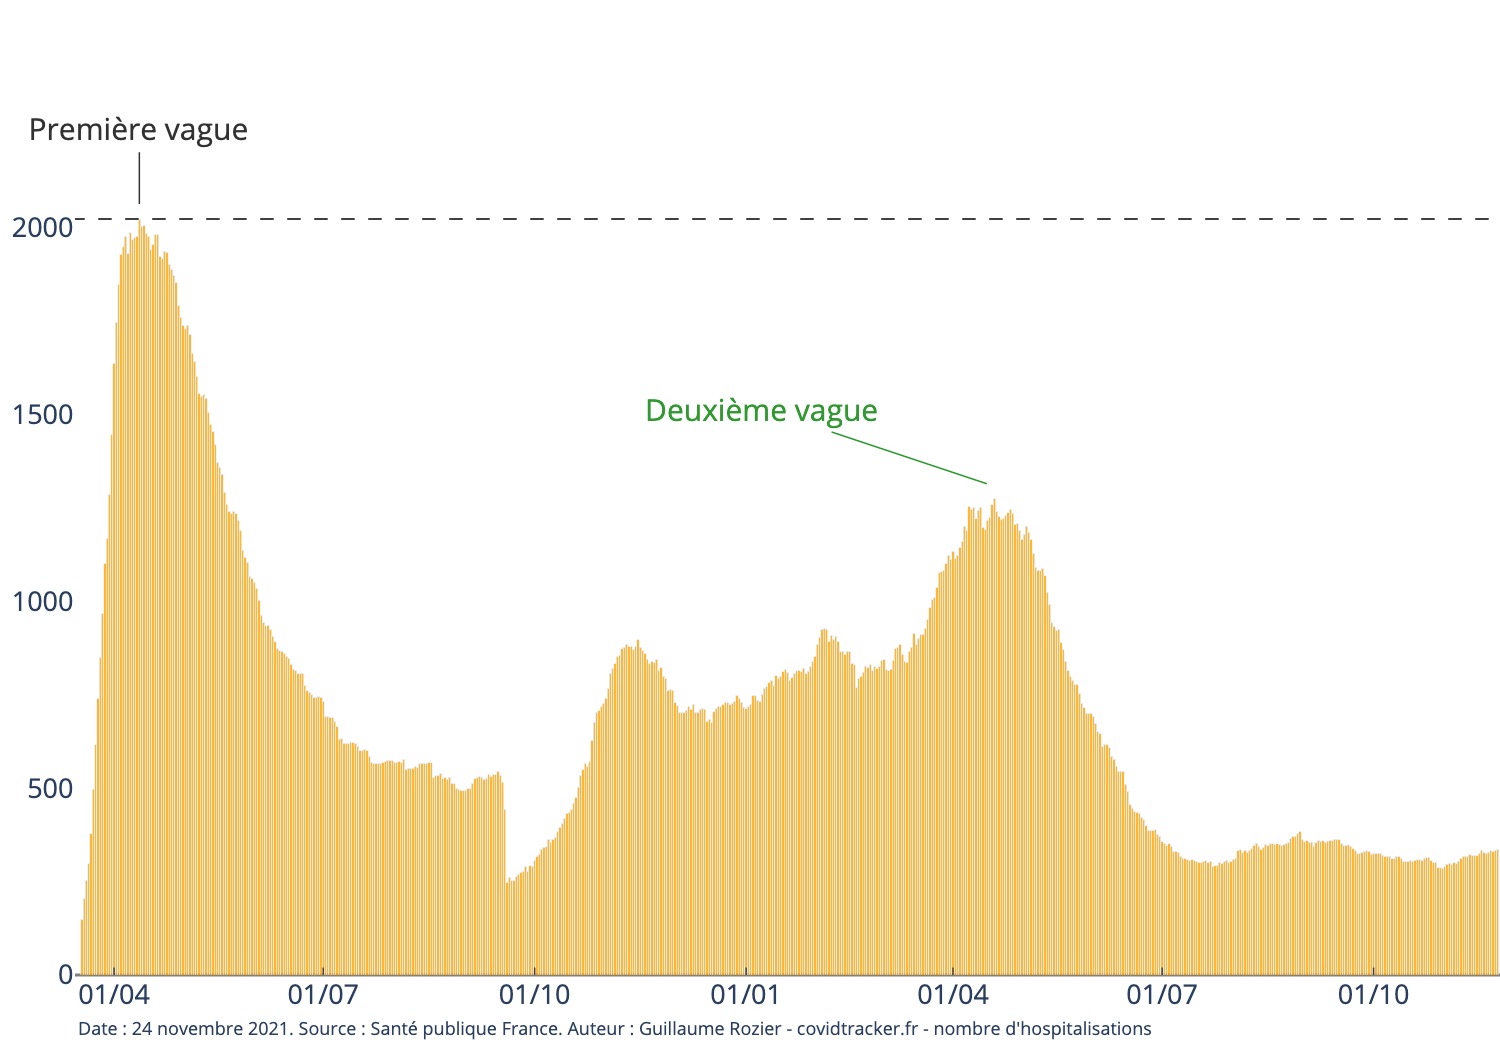 Première vague
2000
1500
Deuxième vague
1000
500
0
01/04 01/07 01/10 01/01 01/04 01/07 01/10
Date : 24 novembre 2021. Source : Santé publique France. Auteur : Guillaume Rozier - covidtracker.fr - nombre d'hospitalisations